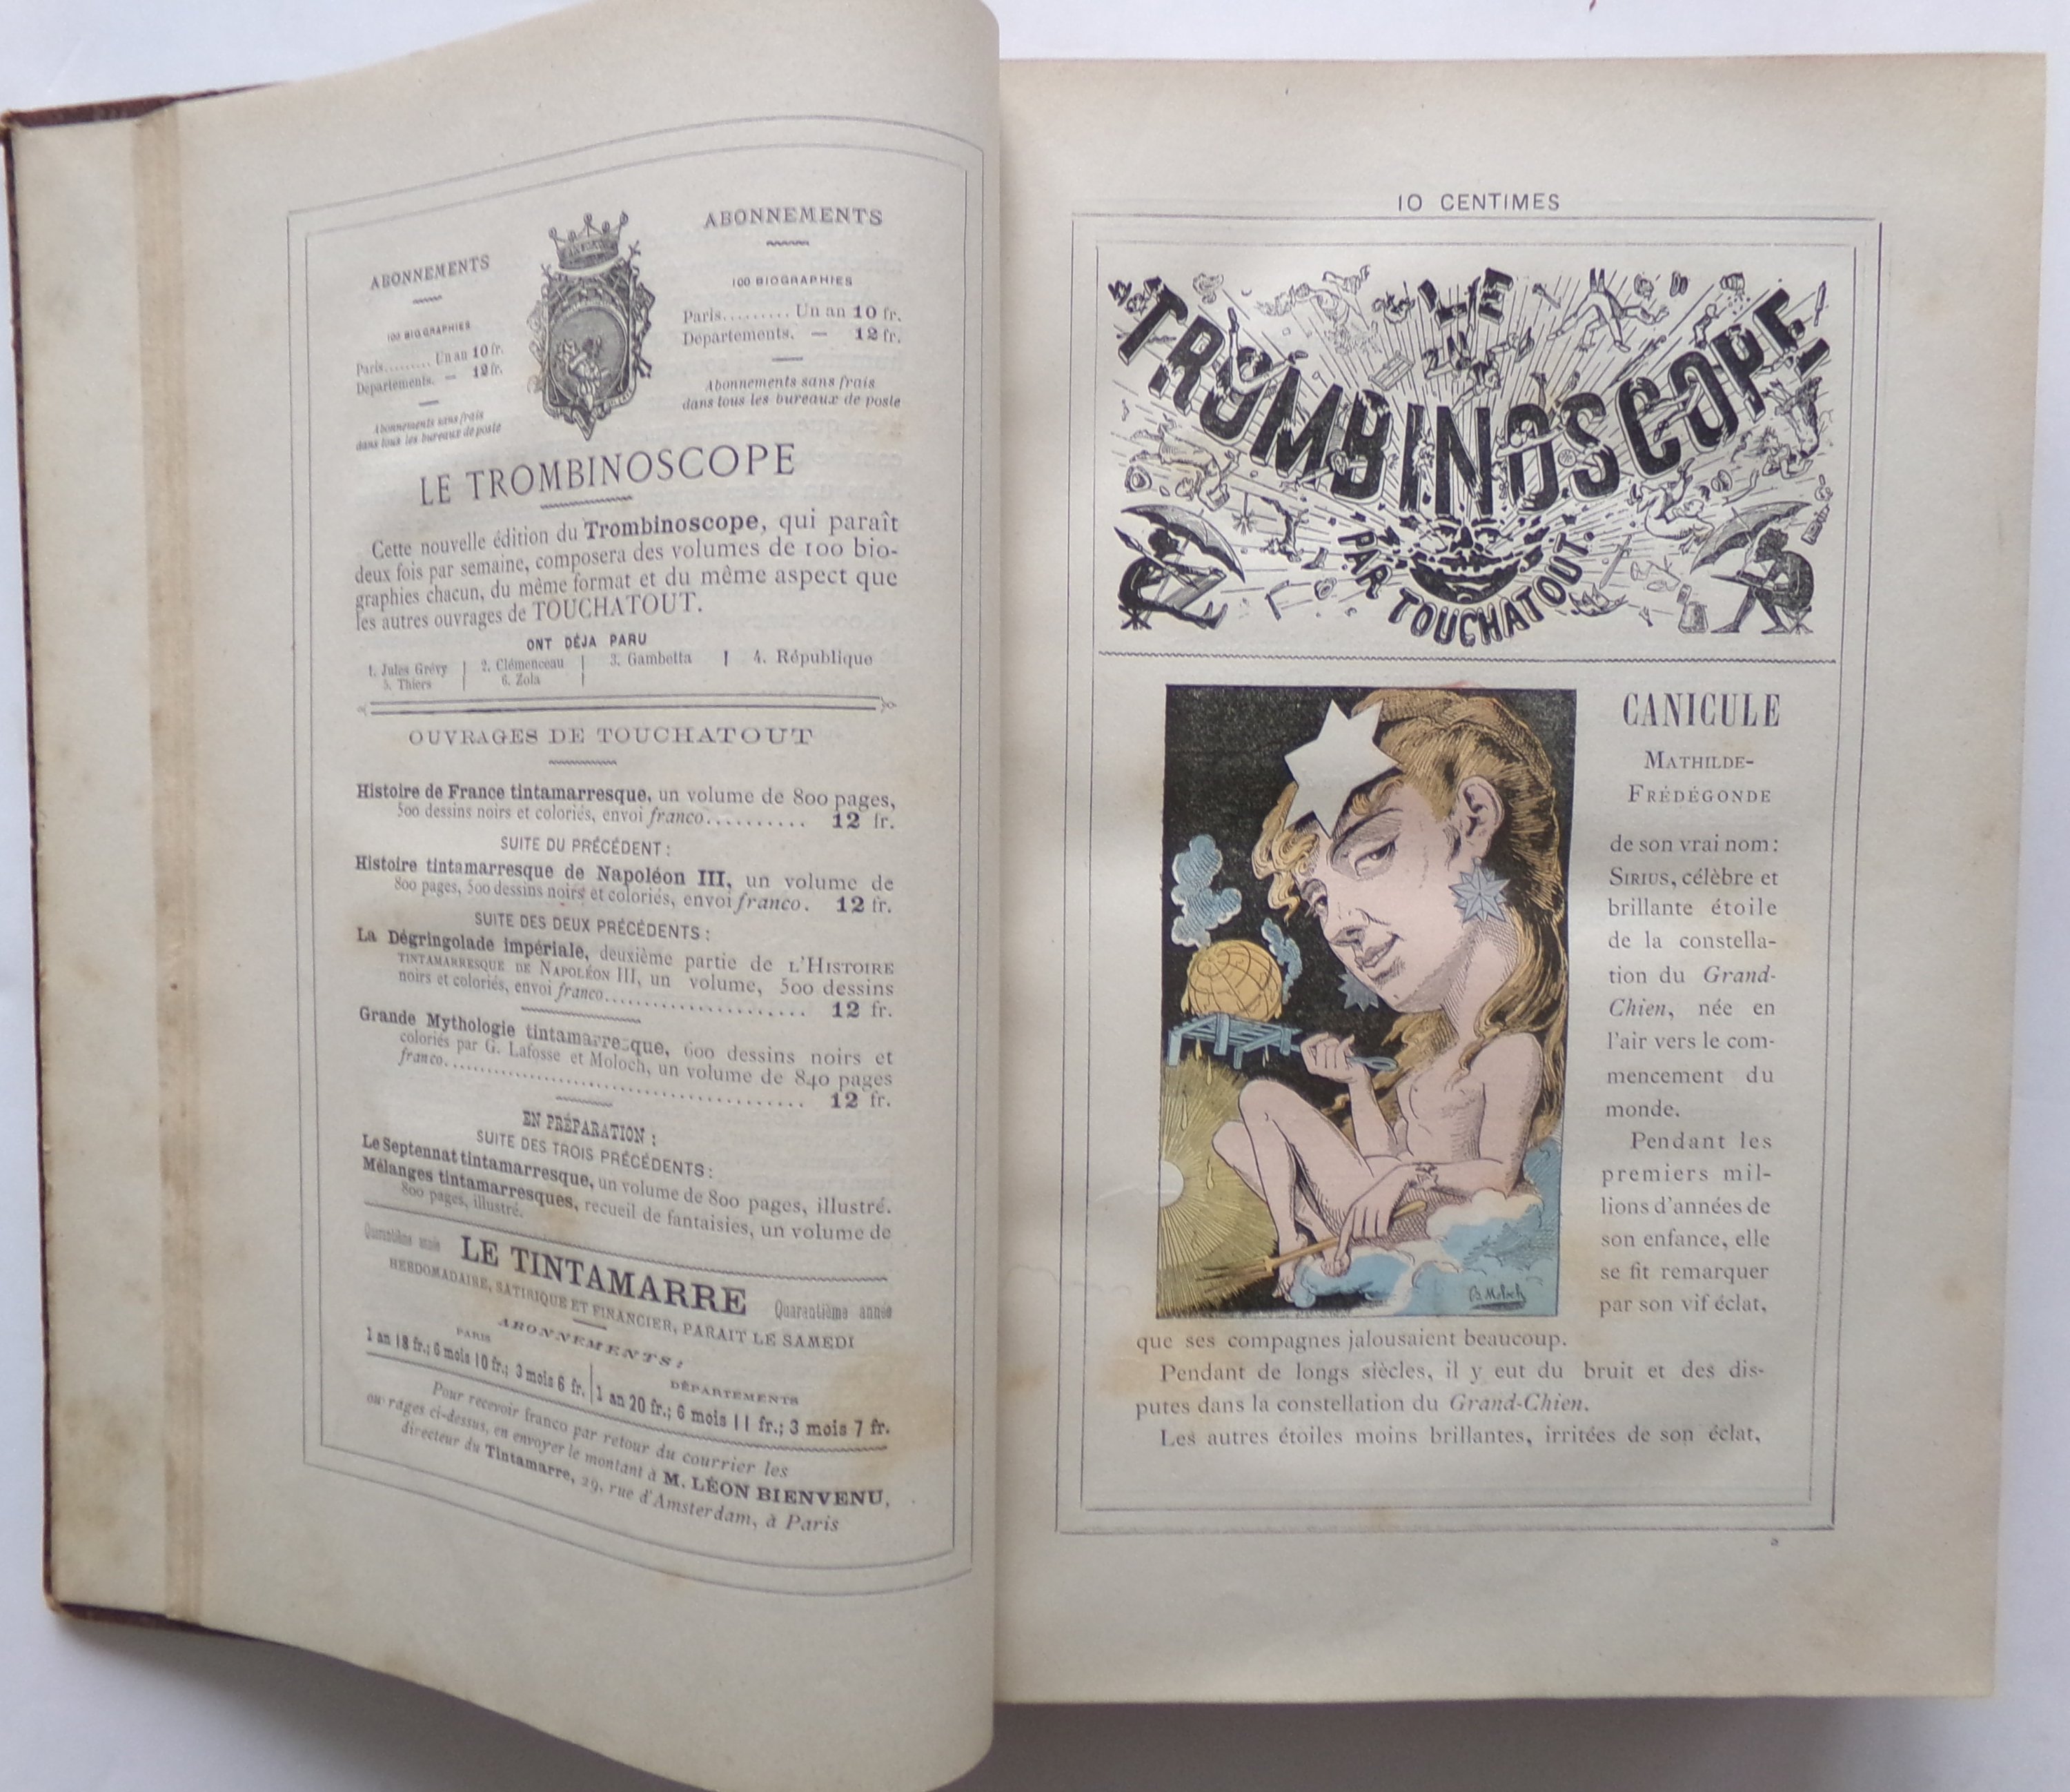 ABONNEMENTS
100 BIOGRAPHIES
Paris......... Un an 10 fr.
Départements. — 12 fr.
Abonnements sans frais
dans tous les bureaux de poste
ABONNEMENTS
100 BIOGRAPHIES
Paris......... Un an 10 fr.
Départements. — 12 fr.
Abonnements sans frais
dans tous les bureaux de poste
LE TROMBINOSCOPE
Cette nouvelle édition du Trombinoscope, qui paraît
deux fois par semaine, composera des volumes de 100 bio-
graphies chacun, du même format et du même aspect que
les autres ouvrages de TOUCHATOUT.
ONT DÉJA PARU
1. Jules Grévy | 2. Clémenceau | 3. Gambetta | 4. République
5. Thiers | 6. Zola |
OUVRAGES DE TOUCHATOUT
Histoire de France tintamarresque, un volume de 800 pages,
500 dessins noirs et coloriés, envoi franco.......... 12 fr.
SUITE DU PRÉCÉDENT :
Histoire tintamarresque de Napoléon III, un volume de
800 pages, 500 dessins noirs et coloriés, envoi franco. 12 fr.
SUITE DES DEUX PRÉCÉDENTS :
La Dégringolade impériale, deuxième partie de L'HISTOIRE
TINTAMARRESQUE DE NAPOLÉON III, un volume, 500 dessins
noirs et coloriés, envoi franco.................... 12 fr.
Grande Mythologie tintamarresque, 600 dessins noirs et
coloriés par G. Lafosse et Moloch, un volume de 840 pages
franco........................................ 12 fr.
EN PRÉPARATION :
SUITE DES TROIS PRÉCÉDENTS :
Le Septennat tintamarresque, un volume de 800 pages, illustré.
Mélanges tintamarresques, recueil de fantaisies, un volume de
800 pages, illustré.
LE TINTAMARRE Quarantième année
HEBDOMADAIRE, SATIRIQUE ET FINANCIER, PARAIT LE SAMEDI
ABONNEMENTS :
PARIS
1 an 18 fr.; 6 mois 10 fr.; 3 mois 6 fr.
DÉPARTEMENTS
1 an 20 fr.; 6 mois 11 fr.; 3 mois 7 fr.
Pour recevoir franco par retour du courrier les
ouvrages ci-dessus, en envoyer le montant à M. LÉON BIENVENU,
directeur du Tintamarre, 29, rue d'Amsterdam, à Paris
10 CENTIMES
LE
TROMBINOSCOPE
PAR TOUCHATOUT.
CANICULE
MATHILDE-
FRÉDÉGONDE
de son vrai nom :
SIRIUS, célèbre et
brillante étoile
de la constella-
tion du Grand-
Chien, née en
l'air vers le com-
mencement du
monde.
Pendant les
premiers mil-
lions d'années de
son enfance, elle
se fit remarquer
par son vif éclat,
B. Moloch
que ses compagnes jalousaient beaucoup.
Pendant de longs siècles, il y eut du bruit et des dis-
putes dans la constellation du Grand-Chien.
Les autres étoiles moins brillantes, irritées de son éclat,